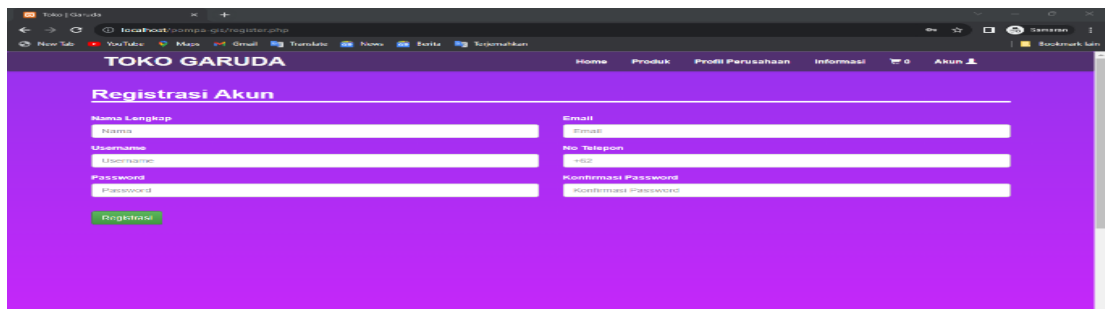 Toko | Garuda
localhost/pompa-gis/register.php
Samaran
New Tab YouTube Maps Gmail Translate News Berita Terjemahkan Bookmark lain
TOKO GARUDA Home Produk Profil Perusahaan Informasi 0 Akun
Registrasi Akun
Nama Lengkap Email
Nama Email
Username No Telepon
Username +62
Password Konfirmasi Password
Password Konfirmasi Password
Registrasi